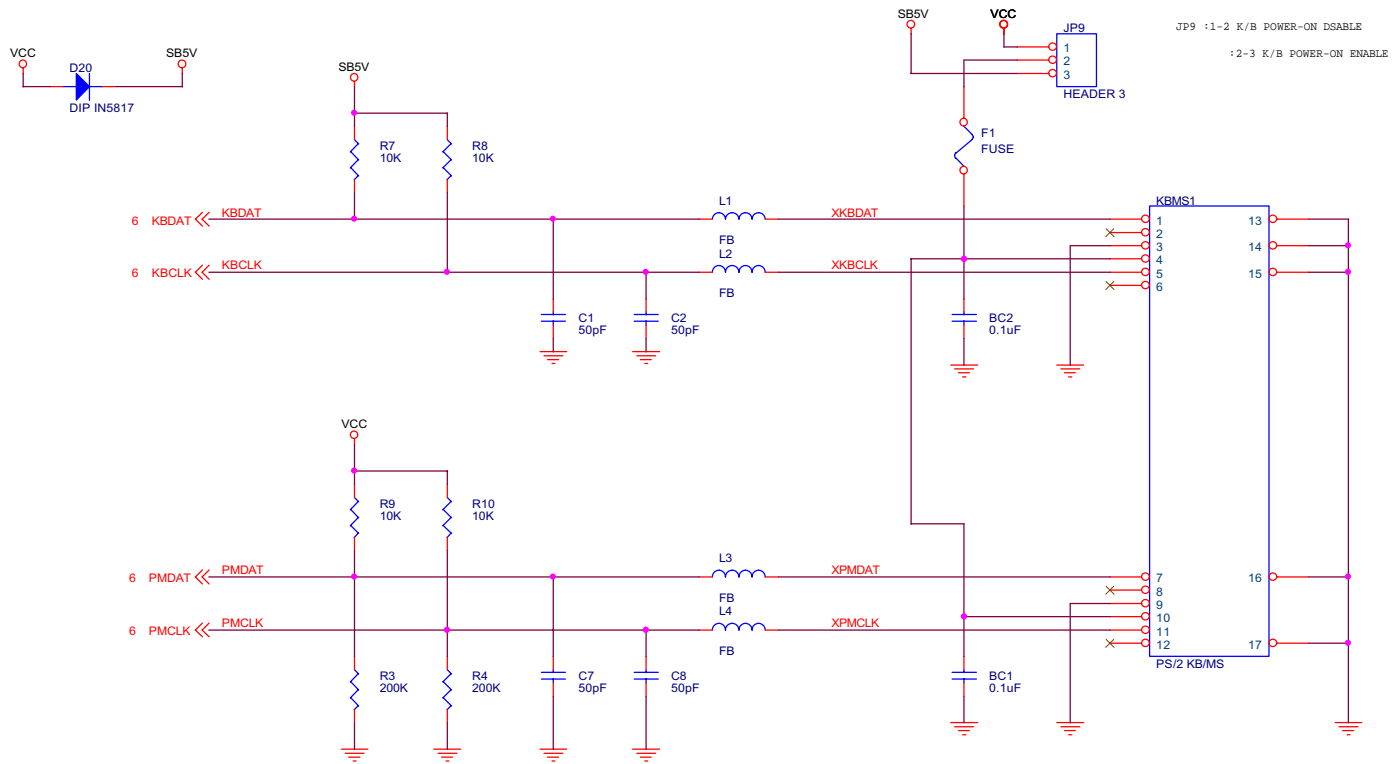 SB5V
VCC
JP9 :1-2 K/B POWER-ON DSABLE
:2-3 K/B POWER-ON ENABLE
JP9
1
2
3
HEADER 3
VCC
SB5V
D20
DIP IN5817
SB5V
R7
10K
R8
10K
F1
FUSE
6 KBDAT
KBDAT
L1
FB
XKBDAT
6 KBCLK
KBCLK
L2
FB
XKBCLK
C1
50pF
C2
50pF
BC2
0.1uF
KBMS1
1
2
3
4
5
6
13
14
15
VCC
R9
10K
R10
10K
6 PMDAT
PMDAT
L3
FB
XPMDAT
6 PMCLK
PMCLK
L4
FB
XPMCLK
7
8
9
10
11
12
16
17
PS/2 KB/MS
R3
200K
R4
200K
C7
50pF
C8
50pF
BC1
0.1uF